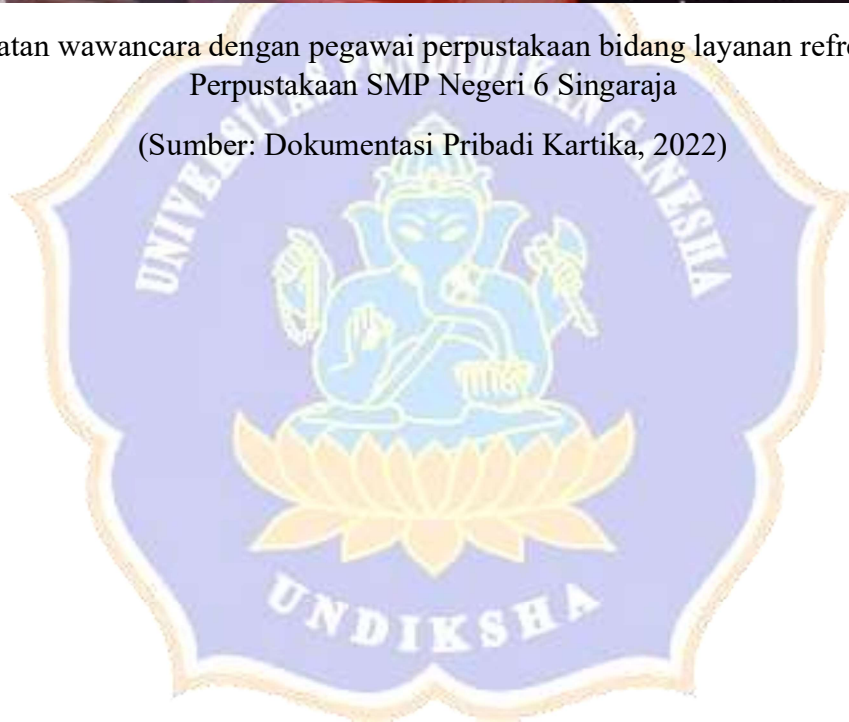 atan wawancara dengan pegawai perpustakaan bidang layanan refre
Perpustakaan SMP Negeri 6 Singaraja
(Sumber: Dokumentasi Pribadi Kartika, 2022)
UNIVERSITAS PENDIDIKAN GANESHA
UNDIKSHA